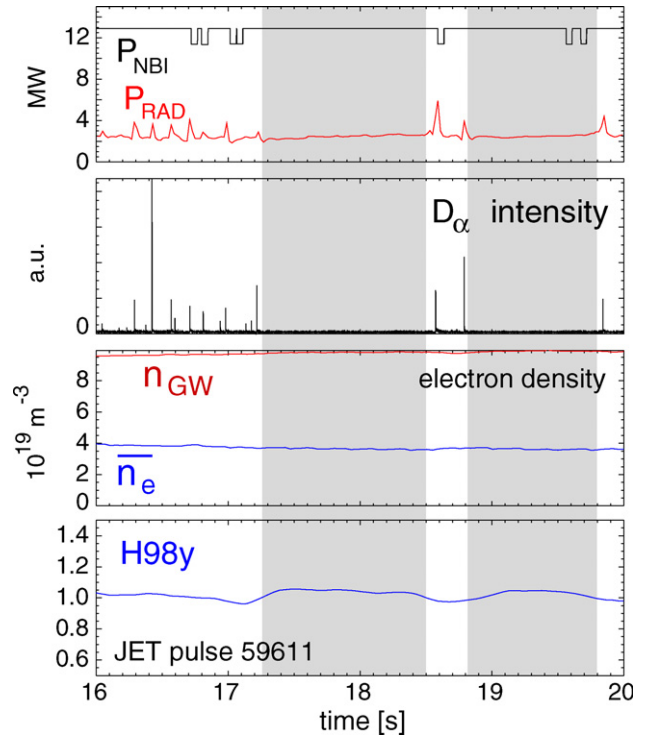 12
8
4
0
MW
P_NBI
P_RAD
0
a.u.
D_α intensity
8
6
4
2
0
10^19 m^-3
n_GW
electron density
n̅_e
1.4
1.2
1.0
0.8
0.6
H98y
JET pulse 59611
16 17 18 19 20
time [s]